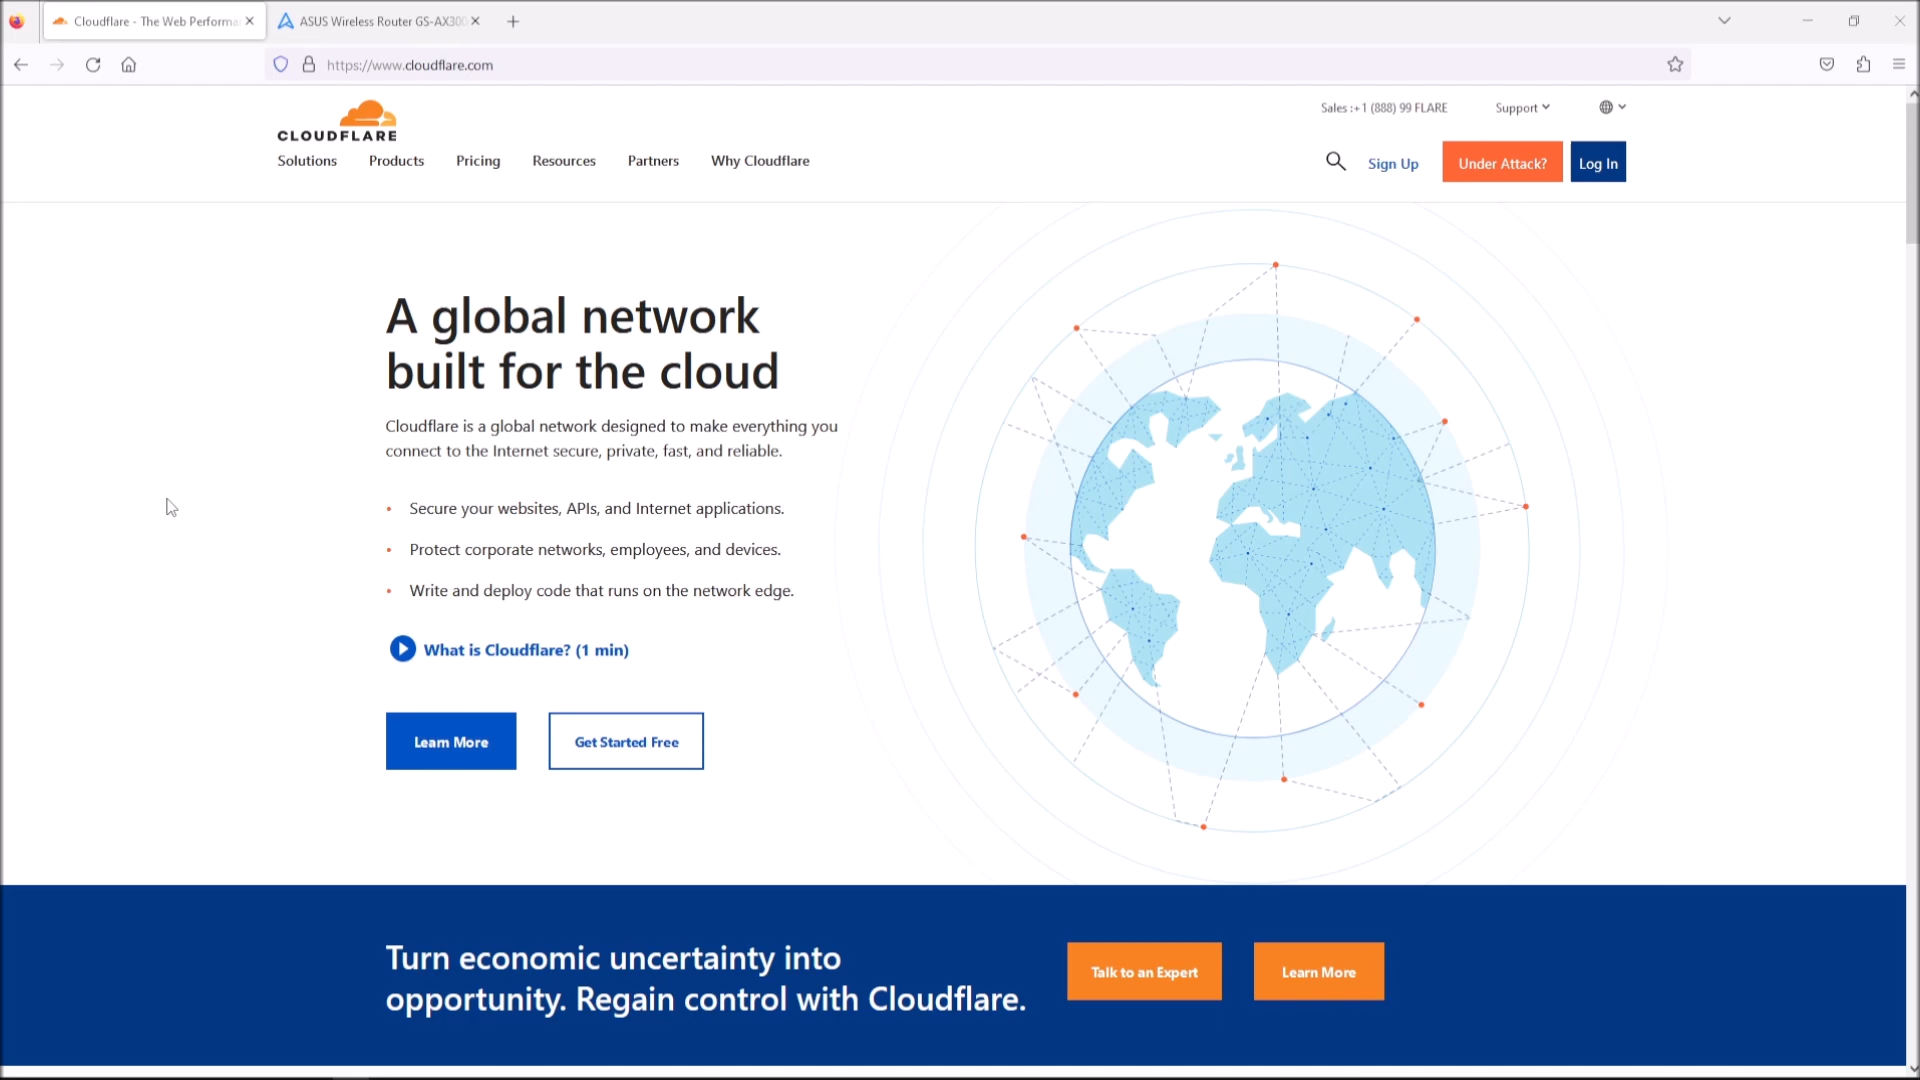 Cloudflare - The Web Performa
ASUS Wireless Router GS-AX300
https://www.cloudflare.com
Sales :+1 (888) 99 FLARE
Support
CLOUDFLARE
Solutions
Products
Pricing
Resources
Partners
Why Cloudflare
Sign Up
Under Attack?
Log In
A global network
built for the cloud
Cloudflare is a global network designed to make everything you
connect to the Internet secure, private, fast, and reliable.
• Secure your websites, APIs, and Internet applications.
• Protect corporate networks, employees, and devices.
• Write and deploy code that runs on the network edge.
What is Cloudflare? (1 min)
Learn More
Get Started Free
Turn economic uncertainty into
opportunity. Regain control with Cloudflare.
Talk to an Expert
Learn More